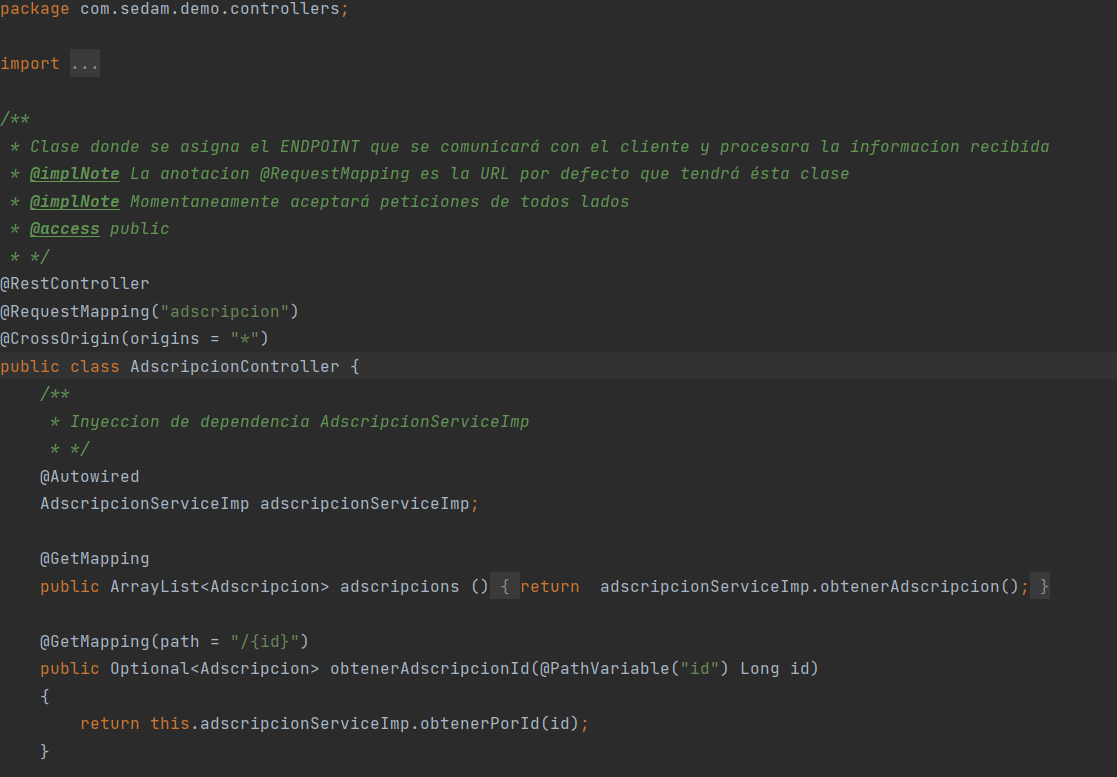 package com.sedam.demo.controllers;
import ...
/**
* Clase donde se asigna el ENDPOINT que se comunicará con el cliente y procesara la informacion recibida
* @implNote La anotacion @RequestMapping es la URL por defecto que tendrá ésta clase
* @implNote Momentaneamente aceptará peticiones de todos lados
* @access public
* */
@RestController
@RequestMapping("adscripcion")
@CrossOrigin(origins = "*")
public class AdscripcionController {
/**
* Inyeccion de dependencia AdscripcionServiceImp
* */
@Autowired
AdscripcionServiceImp adscripcionServiceImp;
@GetMapping
public ArrayList<Adscripcion> adscripcions () { return  adscripcionServiceImp.obtenerAdscripcion(); }
@GetMapping(path = "/{id}")
public Optional<Adscripcion> obtenerAdscripcionId(@PathVariable("id") Long id)
{
return this.adscripcionServiceImp.obtenerPorId(id);
}